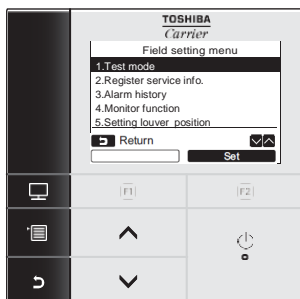 TOSHIBA
Carrier
Field setting menu
1.Test mode
2.Register service info.
3.Alarm history
4.Monitor function
5.Setting louver position
Return
Set
F1
F2